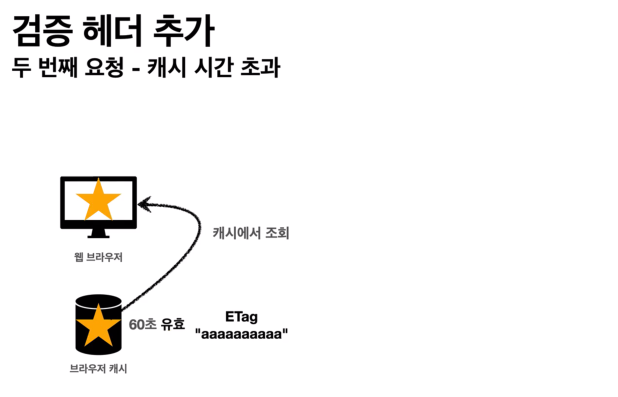 검증 헤더 추가
두 번째 요청 - 캐시 시간 초과
캐시에서 조회
웹 브라우저
60초 유효
ETag
"aaaaaaaaaa"
브라우저 캐시